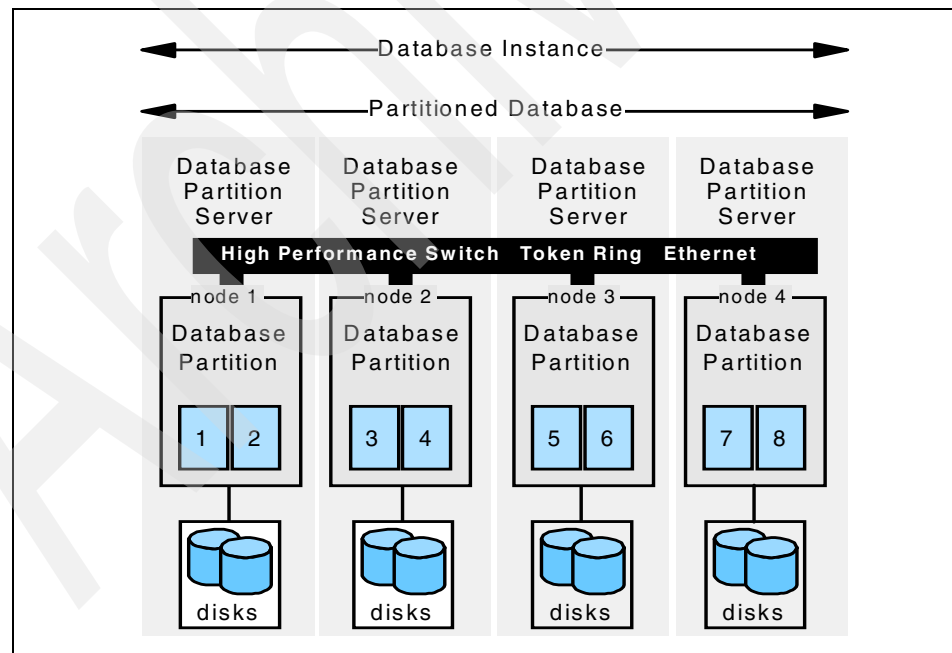 Database Instance
Partitioned Database
Database Partition Server
Database Partition Server
Database Partition Server
Database Partition Server
High Performance Switch Token Ring Ethernet
node 1
node 2
node 3
node 4
Database Partition
Database Partition
Database Partition
Database Partition
1 2
3 4
5 6
7 8
disks
disks
disks
disks